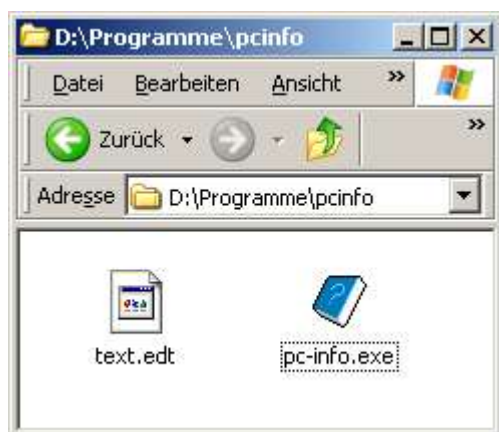 D:\Programme\pcinfo
Datei Bearbeiten Ansicht »
Zurück »
Adresse D:\Programme\pcinfo
text.edt pc-info.exe